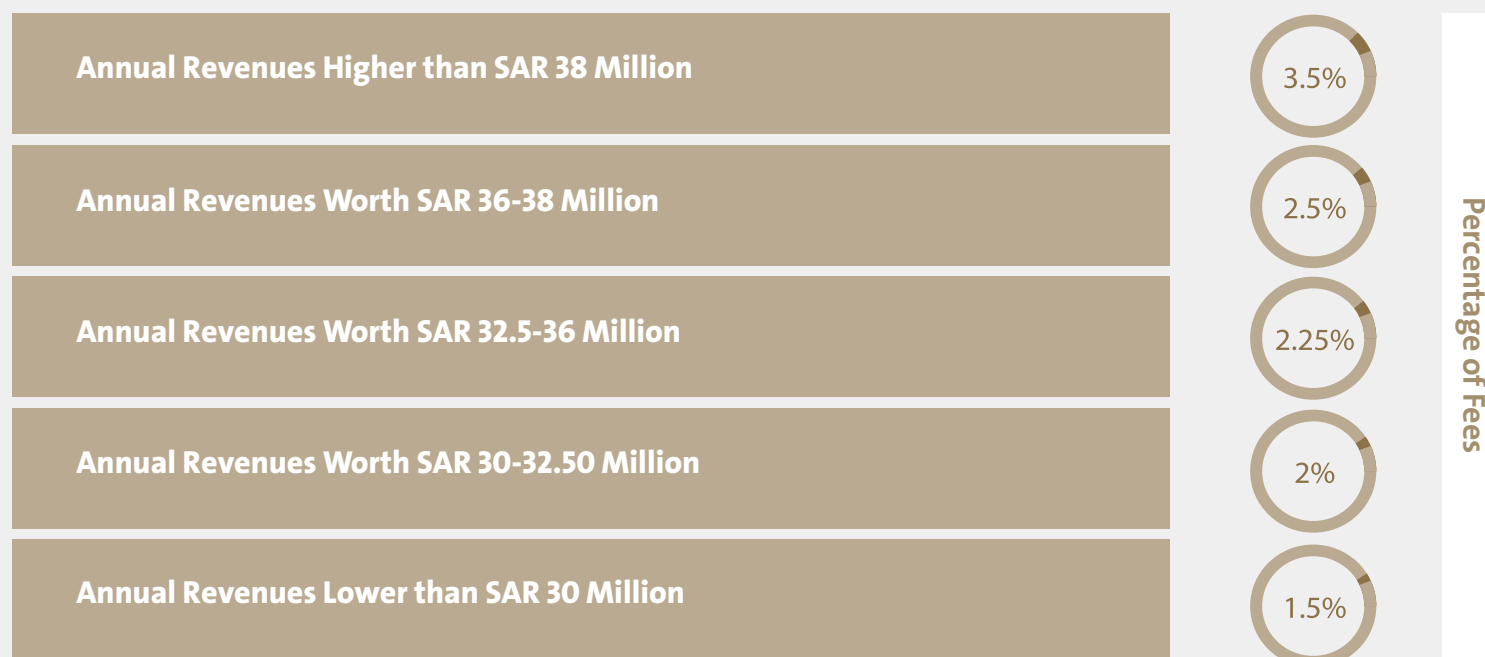 Annual Revenues Higher than SAR 38 Million
3.5%
Annual Revenues Worth SAR 36-38 Million
2.5%
Annual Revenues Worth SAR 32.5-36 Million
2.25%
Annual Revenues Worth SAR 30-32.50 Million
2%
Annual Revenues Lower than SAR 30 Million
1.5%
Percentage of Fees